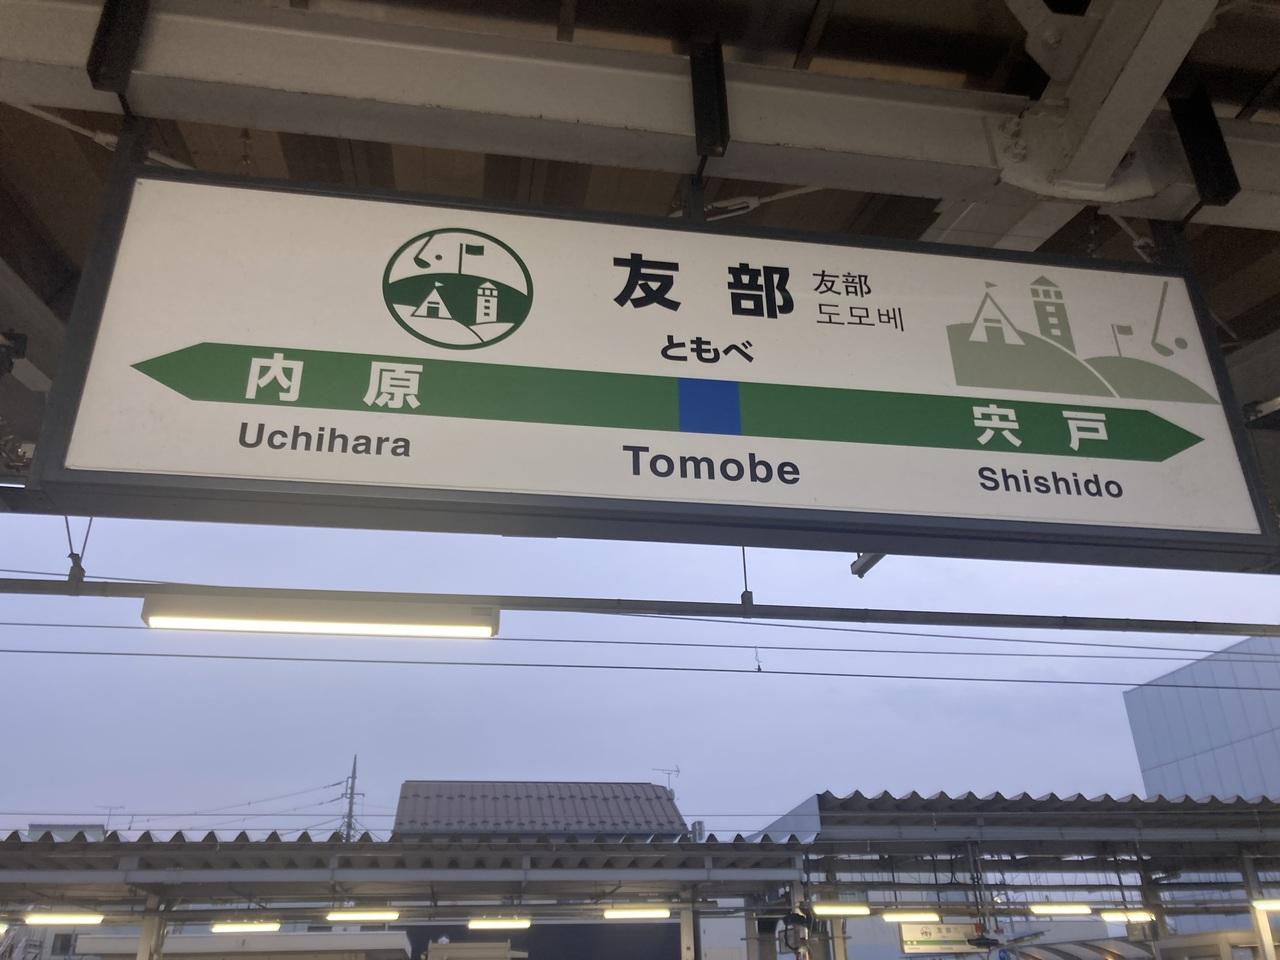 友部
友部
도모베
ともべ
内原
宍戸
Uchihara
Tomobe
Shishido